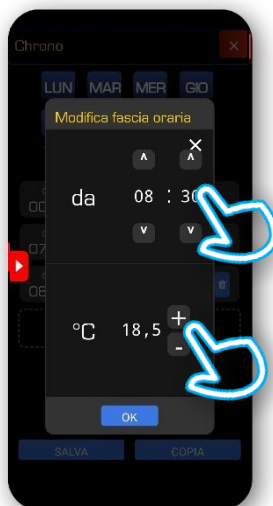 Chrono
LUN MAR MER GIO
Modifica fascia oraria
da 08 : 30
°C 18,5 + -
OK
SALVA COPIA